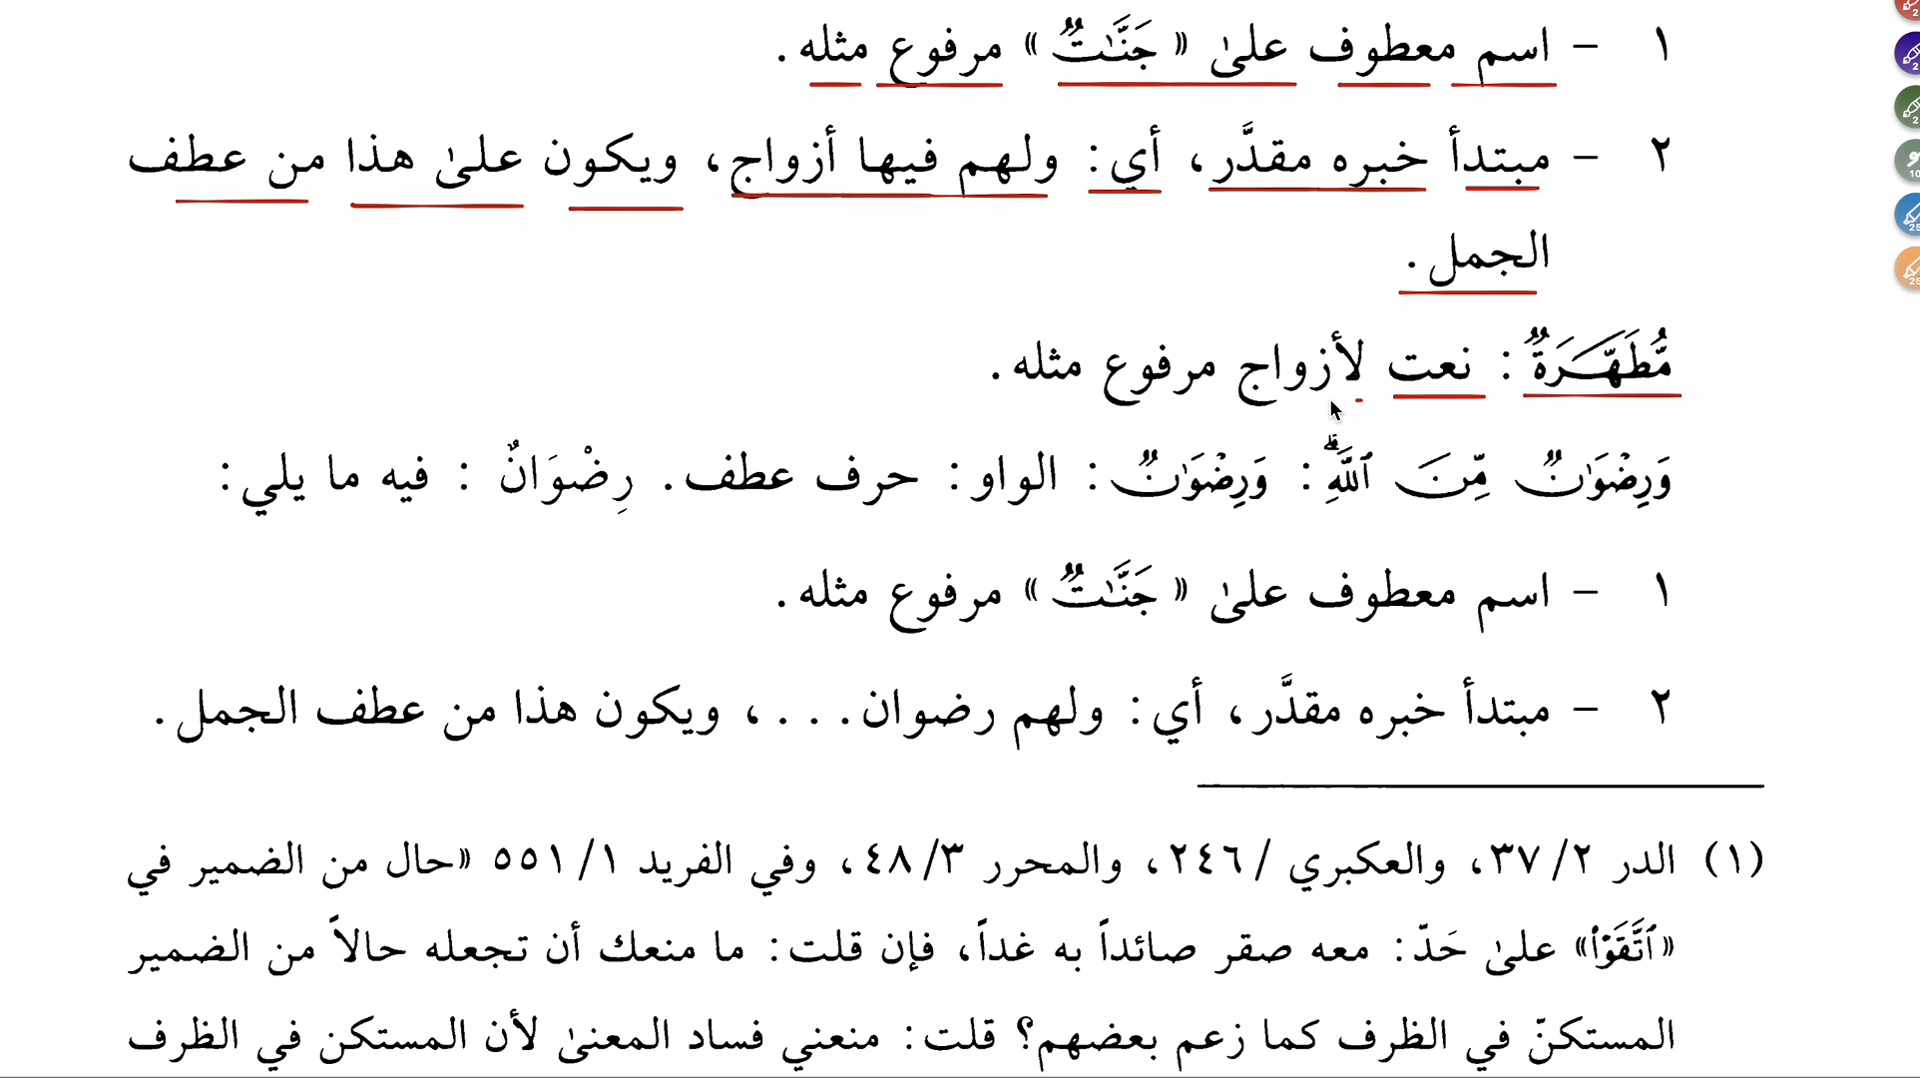 ١ - اسم معطوف علىٰ « جَنَّـٰتٌ » مرفوع مثله .
٢ - مبتدأ خبره مقدَّر، أي: ولهم فيها أزواج، ويكون علىٰ هذا من عطف
الجمل .
مُّطَهَّرَةٌ : نعت لأزواج مرفوع مثله .
وَرِضْوَٰنٌ مِّنَ ٱللَّهِۗ : وَرِضْوَٰنٌ : الواو: حرف عطف. رِضْوَانٌ : فيه ما يلي:
١ - اسم معطوف علىٰ « جَنَّـٰتٌ » مرفوع مثله .
٢ - مبتدأ خبره مقدَّر، أي: ولهم رضوان . . .، ويكون هذا من عطف الجمل .
(١) الدر ٣٧/٢، والعكبري / ٢٤٦، والمحرر ٤٨/٣، وفي الفريد ٥٥١/١ «حال من الضمير في
«ٱتَّقَوْا۟» علىٰ حَدّ: معه صقر صائداً به غداً، فإن قلت: ما منعك أن تجعله حالاً من الضمير
المستكنّ في الظرف كما زعم بعضهم؟ قلت: منعني فساد المعنىٰ لأن المستكن في الظرف